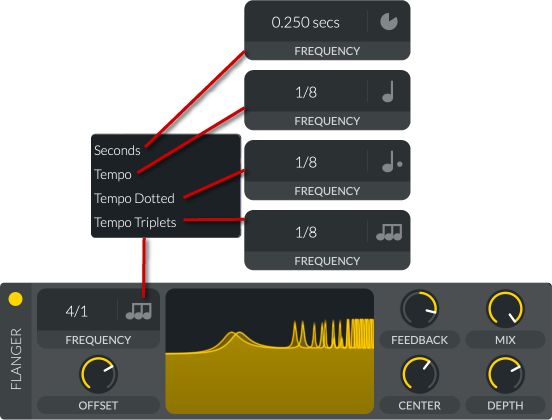 0.250 secs
FREQUENCY
1/8
FREQUENCY
Seconds
Tempo
Tempo Dotted
Tempo Triplets
1/8
FREQUENCY
1/8
FREQUENCY
FLANGER
4/1
FREQUENCY
OFFSET
FEEDBACK
MIX
CENTER
DEPTH